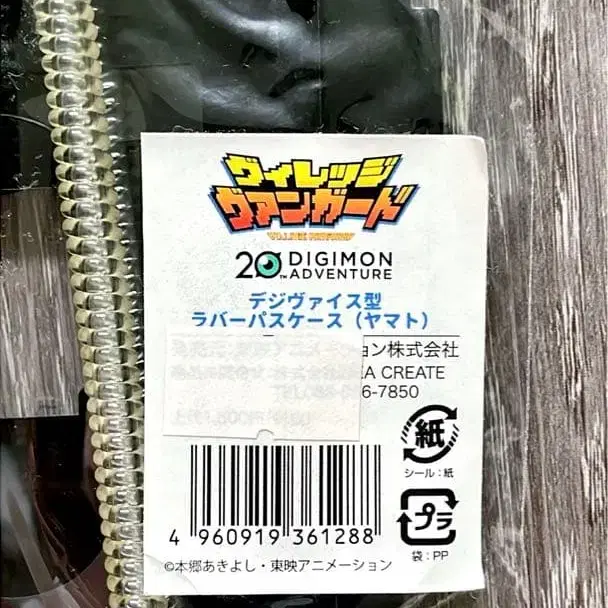 ヴィレッジ
ヴァンガード
VILLAGE VANGUARD
20 DIGIMON
TM ADVENTURE
デジヴァイス型
ラバーパスケース（ヤマト）
ョン株式会社
EA CREATE
6-7850
紙
シール：紙
プラ
袋：PP
4 960919 361288
©本郷あきよし・東映アニメーション